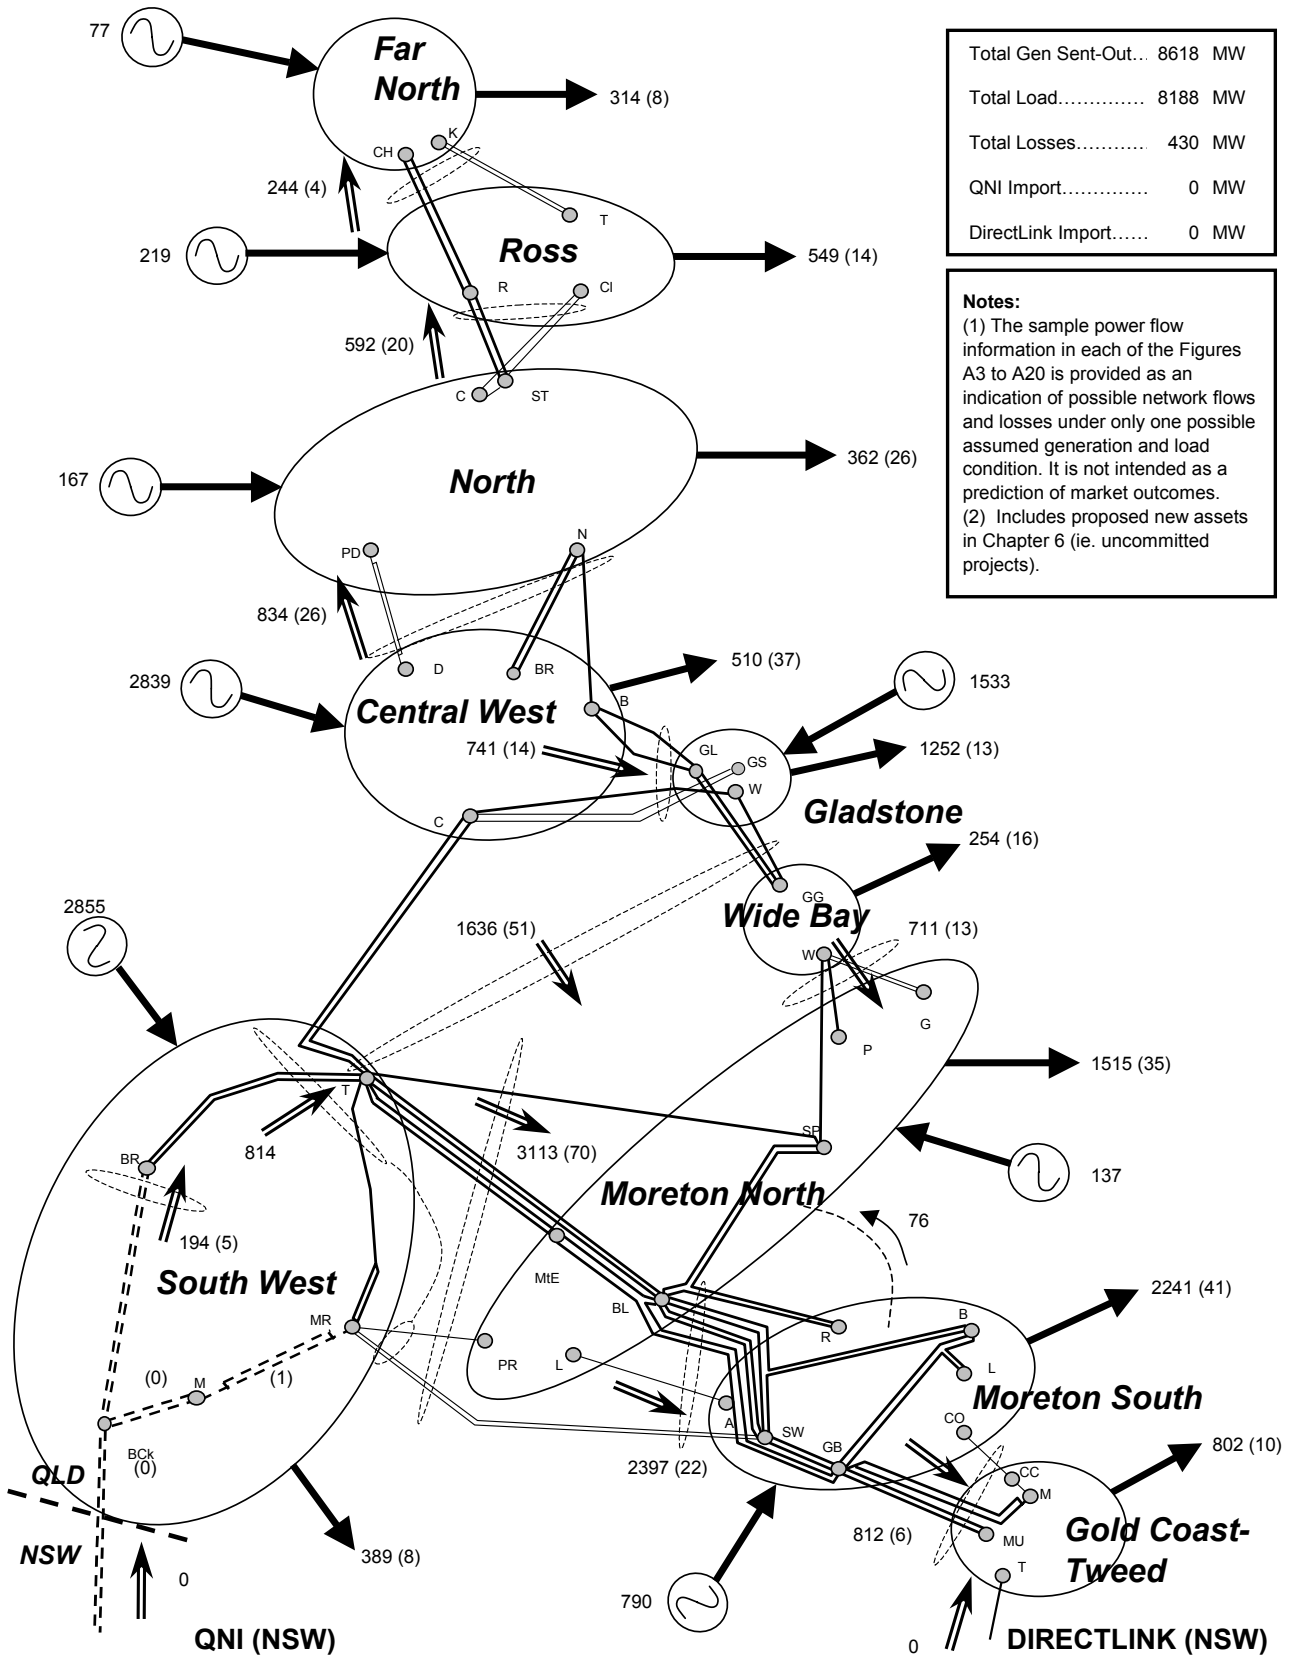 77
Far
North
314 (8)
K
CH
244 (4)
T
219
Ross
549 (14)
R
CI
592 (20)
C
ST
167
North
362 (26)
PD
N
834 (26)
D
BR
510 (37)
2839
Central West
B
1533
741 (14)
GL
GS
1252 (13)
W
C
Gladstone
254 (16)
GG
Wide Bay
2855
1636 (51)
711 (13)
W
G
P
1515 (35)
T
SP
814
3113 (70)
BR
137
Moreton North
194 (5)
76
South West
MtE
2241 (41)
BL
B
MR
R
PR
L
L
(0)
M
(1)
Moreton South
A
CO
SW
BCk
(0)
GB
2397 (22)
802 (10)
QLD
CC
M
NSW
812 (6)
MU
Gold Coast-
Tweed
389 (8)
T
0
790
QNI (NSW)
0
DIRECTLINK (NSW)
Total Gen Sent-Out... 8618 MW
Total Load.............. 8188 MW
Total Losses............ 430 MW
QNI Import.............. 0 MW
DirectLink Import...... 0 MW
Notes:
(1) The sample power flow
information in each of the Figures
A3 to A20 is provided as an
indication of possible network flows
and losses under only one possible
assumed generation and load
condition. It is not intended as a
prediction of market outcomes.
(2) Includes proposed new assets
in Chapter 6 (ie. uncommitted
projects).